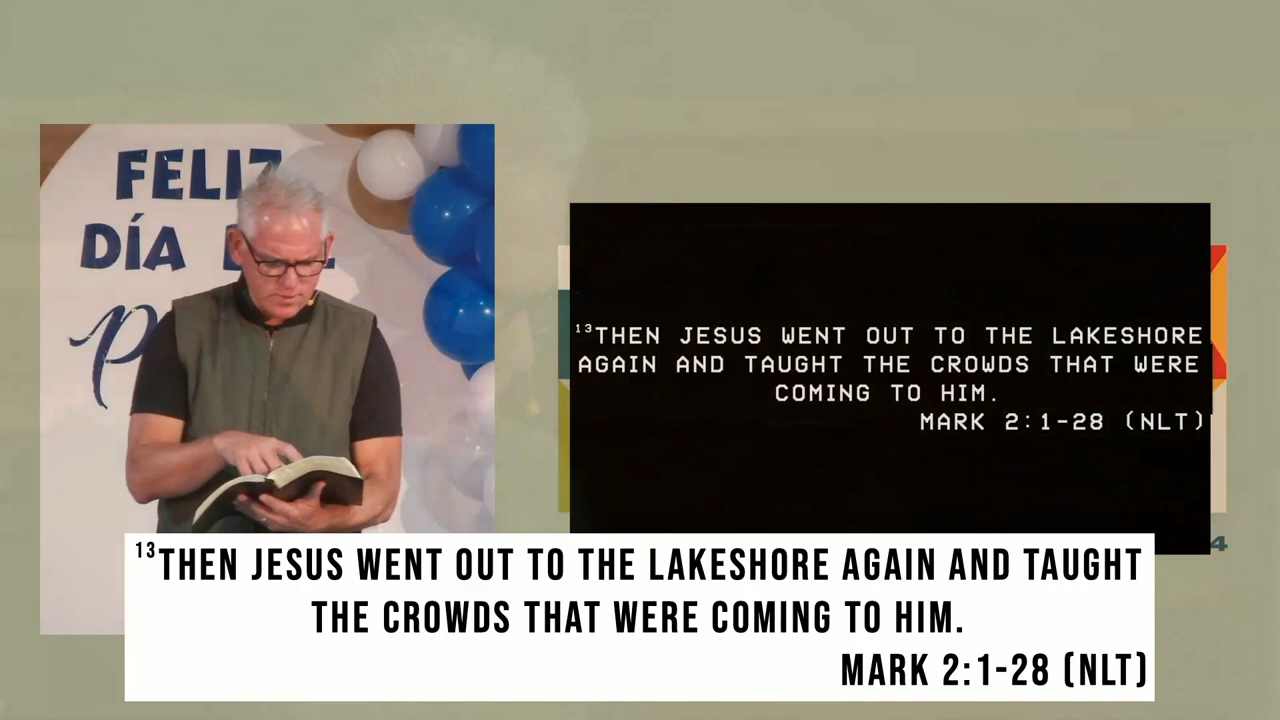 FELIZ
DÍA
¹³THEN JESUS WENT OUT TO THE LAKESHORE
AGAIN AND TAUGHT THE CROWDS THAT WERE
COMING TO HIM.
MARK 2:1-28 (NLT)
4
¹³THEN JESUS WENT OUT TO THE LAKESHORE AGAIN AND TAUGHT
THE CROWDS THAT WERE COMING TO HIM.
MARK 2:1-28 (NLT)